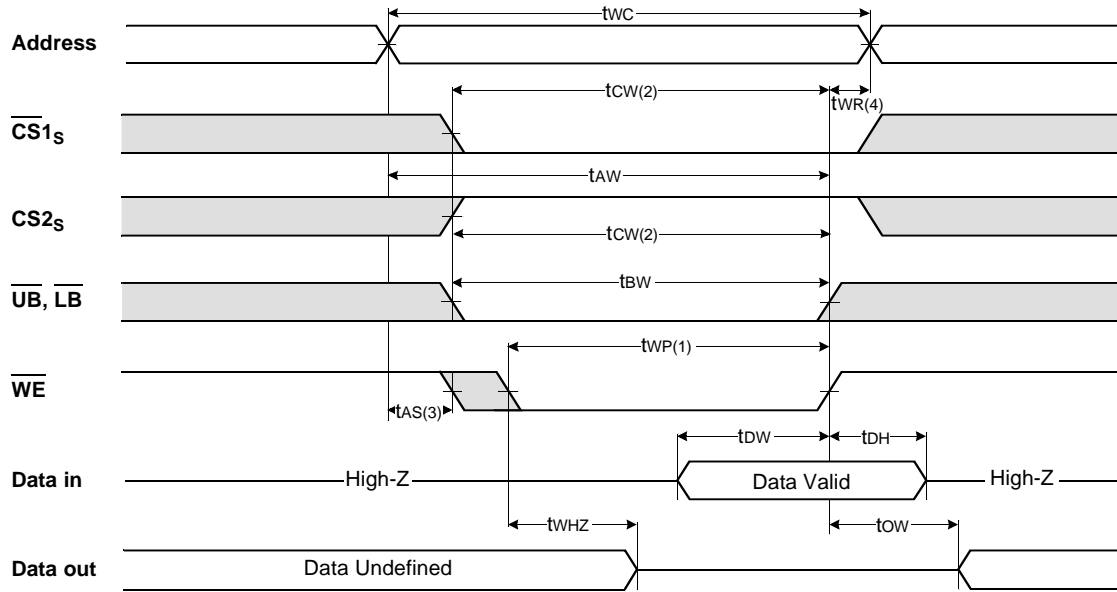 tWC
Address
tCW(2)
tWR(4)
CS1S
tAW
CS2S
tCW(2)
tBW
UB, LB
tWP(1)
WE
tAS(3)
tDW
tDH
Data in
High-Z
Data Valid
High-Z
tWHZ
tOW
Data out
Data Undefined